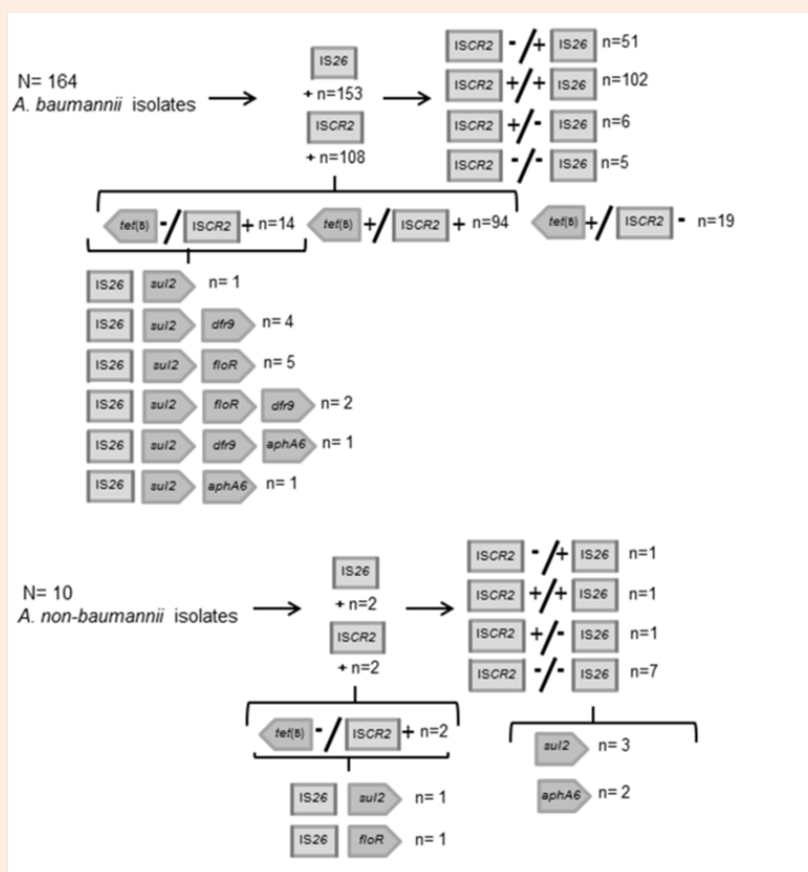 N= 164
A. baumannii isolates
IS26
+ n=153
ISCR2
+ n=108
ISCR2 -/+ IS26 n=51
ISCR2 +/+ IS26 n=102
ISCR2 +/- IS26 n=6
ISCR2 -/- IS26 n=5
tet(B) -/ ISCR2 + n=14 tet(B) +/ ISCR2 + n=94 tet(B) +/ ISCR2 - n=19
IS26 sul2 n= 1
IS26 sul2 dfr9 n= 4
IS26 sul2 floR n= 5
IS26 sul2 floR dfr9 n= 2
IS26 sul2 dfr9 aphA6 n= 1
IS26 sul2 aphA6 n= 1
N= 10
A. non-baumannii isolates
IS26
+ n=2
ISCR2
+ n=2
ISCR2 -/+ IS26 n=1
ISCR2 +/+ IS26 n=1
ISCR2 +/- IS26 n=1
ISCR2 -/- IS26 n=7
tet(B) -/ ISCR2 + n=2
IS26 sul2 n= 1
IS26 floR n= 1
sul2 n= 3
aphA6 n= 2